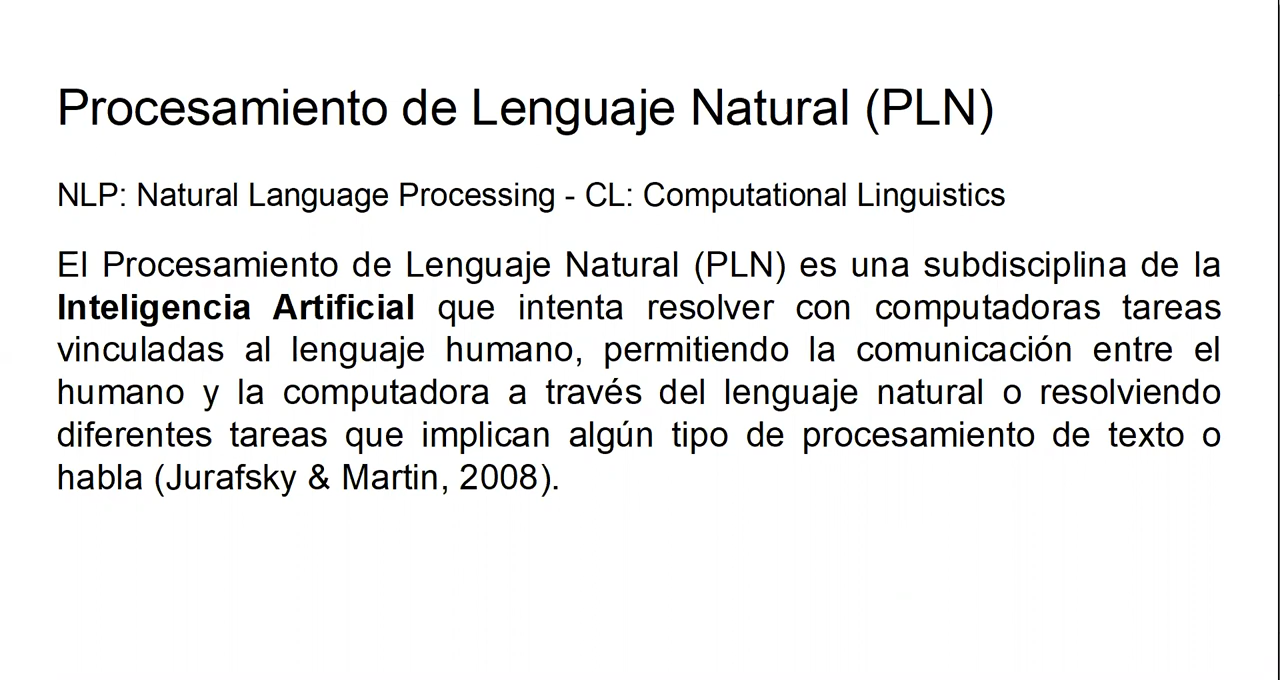 Procesamiento de Lenguaje Natural (PLN)
NLP: Natural Language Processing - CL: Computational Linguistics
El Procesamiento de Lenguaje Natural (PLN) es una subdisciplina de la
Inteligencia Artificial que intenta resolver con computadoras tareas
vinculadas al lenguaje humano, permitiendo la comunicación entre el
humano y la computadora a través del lenguaje natural o resolviendo
diferentes tareas que implican algún tipo de procesamiento de texto o
habla (Jurafsky & Martin, 2008).